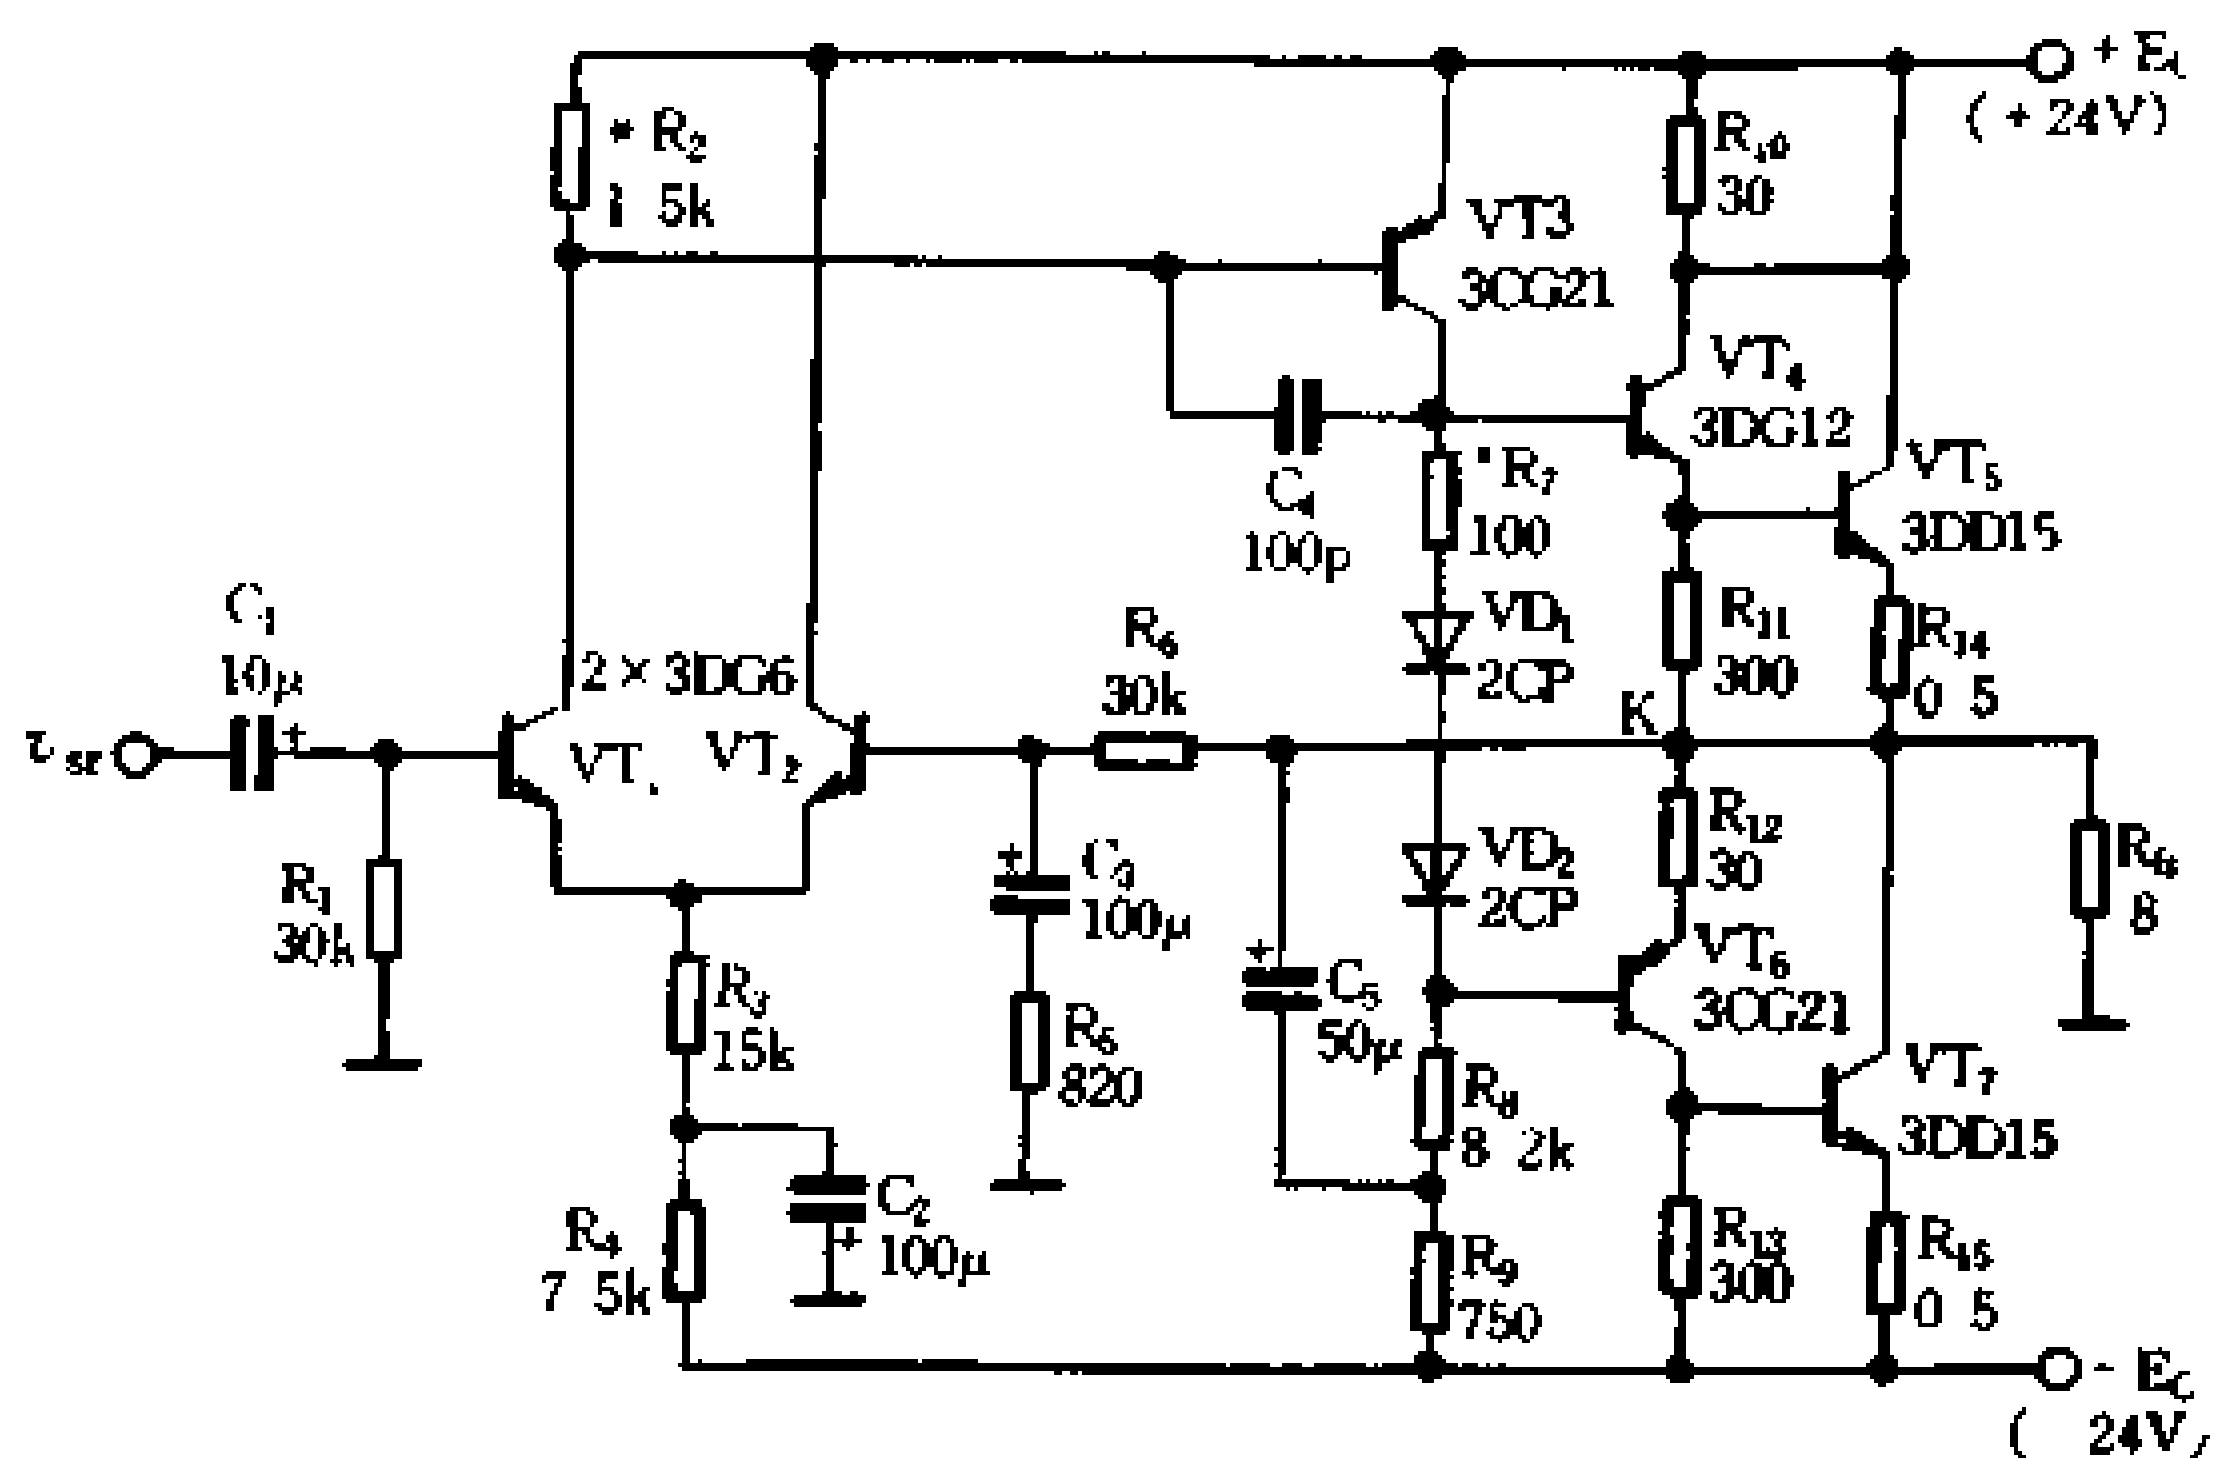 + E
( + 24V )
* R₂
1 5k
R₁₀
30
VT3
3CG21
VT₄
3DG12
VT₅
3DD15
C₄
100p
*R₇
100
C₁
10μ
2 × 3DG6
R₆
30k
VD₁
2CP
R₁₁
300
R₁₄
0 5
K
υ sr
VT₁
VT₂
R₁
30k
C₃
100μ
VD₂
2CP
R₁₂
30
8
VT₆
3CG21
R₃
15k
R₅
820
C₅
50μ
R₈
8 2k
VT₇
3DD15
R₄
7 5k
C₂
100μ
R₉
750
R₁₃
300
R₁₅
0 5
- E_C
( 24V )